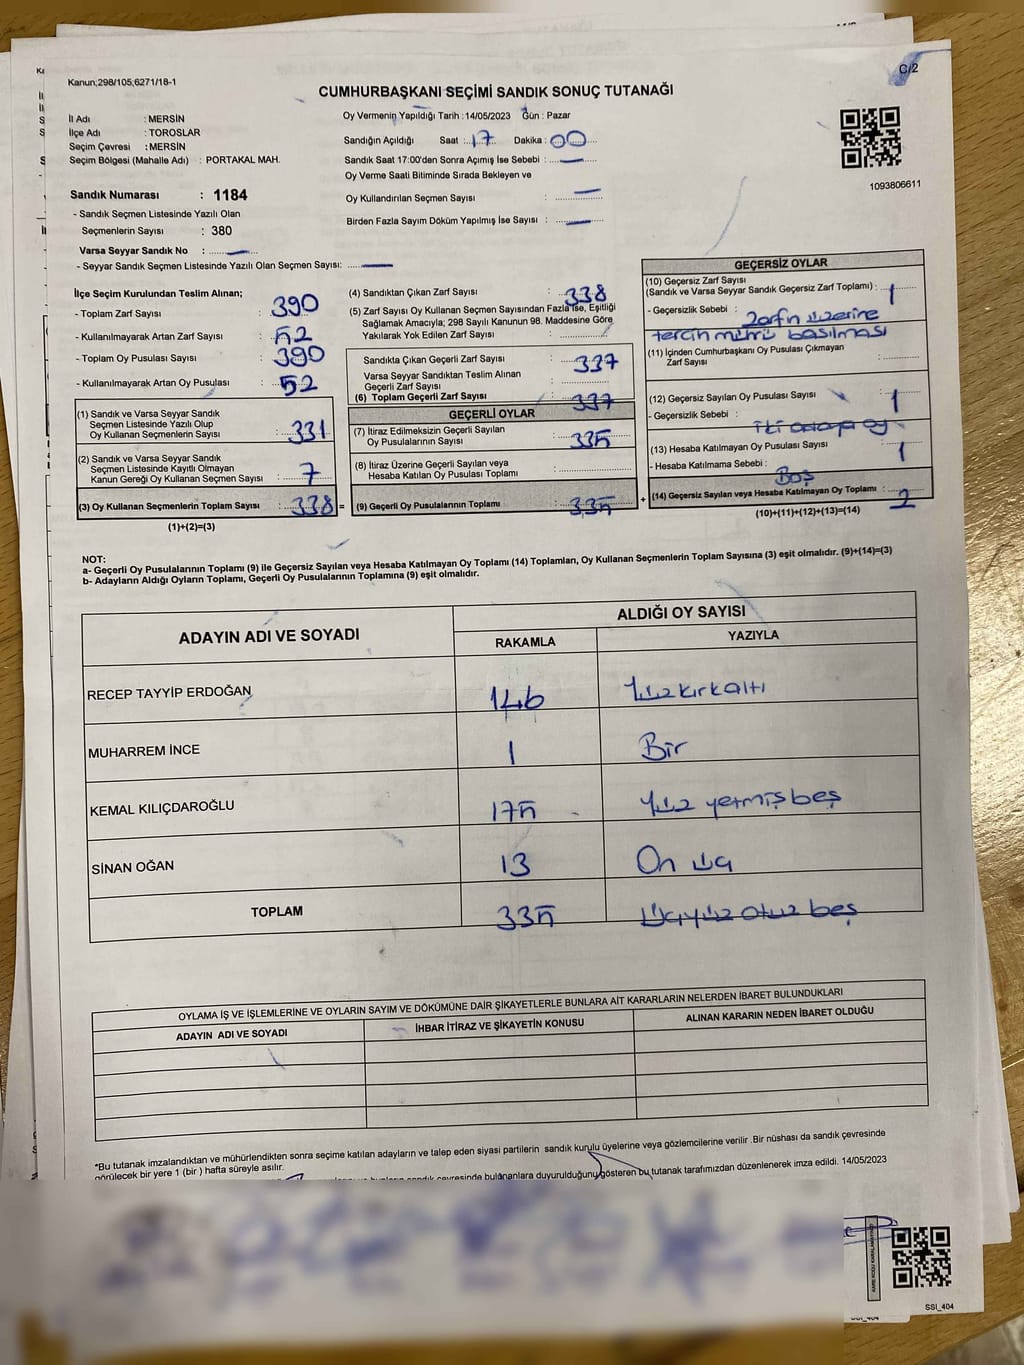 C/2
Kanun;298/105,6271/18-1
CUMHURBAŞKANI SEÇİMİ SANDIK SONUÇ TUTANAĞI
İl Adı : MERSİN
İlçe Adı : TOROSLAR
Seçim Çevresi : MERSİN
Seçim Bölgesi (Mahalle Adı) : PORTAKAL MAH.
Oy Vermenin Yapıldığı Tarih : 14/05/2023 Gün : Pazar
Sandığın Açıldığı Saat : 17 Dakika : 00
Sandık Saat 17:00'den Sonra Açımış İse Sebebi : —
Oy Verme Saati Bitiminde Sırada Bekleyen ve
Oy Kullandırılan Seçmen Sayısı : —
Birden Fazla Sayım Döküm Yapılmış İse Sayısı : —
1093806611
Sandık Numarası : 1184
- Sandık Seçmen Listesinde Yazılı Olan
Seçmenlerin Sayısı : 380
Varsa Seyyar Sandık No : —
- Seyyar Sandık Seçmen Listesinde Yazılı Olan Seçmen Sayısı: —
İlçe Seçim Kurulundan Teslim Alınan;
- Toplam Zarf Sayısı : 390
- Kullanılmayarak Artan Zarf Sayısı : 52
- Toplam Oy Pusulası Sayısı : 390
- Kullanılmayarak Artan Oy Pusulası : 52
(1) Sandık ve Varsa Seyyar Sandık
Seçmen Listesinde Yazılı Olup
Oy Kullanan Seçmenlerin Sayısı : 331
(2) Sandık ve Varsa Seyyar Sandık
Seçmen Listesinde Kayıtlı Olmayan
Kanun Gereği Oy Kullanan Seçmen Sayısı : 7
(3) Oy Kullanan Seçmenlerin Toplam Sayısı : 338 =
(1)+(2)=(3)
(4) Sandıktan Çıkan Zarf Sayısı : 338
(5) Zarf Sayısı Oy Kullanan Seçmen Sayısından Fazla İse, Eşitliği
Sağlamak Amacıyla; 298 Sayılı Kanunun 98. Maddesine Göre
Yakılarak Yok Edilen Zarf Sayısı :
Sandıkta Çıkan Geçerli Zarf Sayısı : 337
Varsa Seyyar Sandıktan Teslim Alınan
Geçerli Zarf Sayısı :
(6) Toplam Geçerli Zarf Sayısı : 337
GEÇERLİ OYLAR
(7) İtiraz Edilmeksizin Geçerli Sayılan
Oy Pusulalarının Sayısı : 335
(8) İtiraz Üzerine Geçerli Sayılan veya
Hesaba Katılan Oy Pusulası Toplamı :
(9) Geçerli Oy Pusulalarının Toplamı : 335 +
GEÇERSİZ OYLAR
(10) Geçersiz Zarf Sayısı
(Sandık ve Varsa Seyyar Sandık Geçersiz Zarf Toplamı) : 1
- Geçersizlik Sebebi : Zarfın üzerine
tercih mührü basılması
(11) İçinden Cumhurbaşkanı Oy Pusulası Çıkmayan
Zarf Sayısı :
(12) Geçersiz Sayılan Oy Pusulası Sayısı : 1
- Geçersizlik Sebebi : İki ortaya oy
(13) Hesaba Katılmayan Oy Pusulası Sayısı : 1
- Hesaba Katılmama Sebebi : Boş
(14) Geçersiz Sayılan veya Hesaba Katılmayan Oy Toplamı : 2
(10)+(11)+(12)+(13)=(14)
NOT:
a- Geçerli Oy Pusulalarının Toplamı (9) ile Geçersiz Sayılan veya Hesaba Katılmayan Oy Toplamı (14) Toplamları, Oy Kullanan Seçmenlerin Toplam Sayısına (3) eşit olmalıdır. (9)+(14)=(3)
b- Adayların Aldığı Oyların Toplamı, Geçerli Oy Pusulalarının Toplamına (9) eşit olmalıdır.
ADAYIN ADI VE SOYADI
ALDIĞI OY SAYISI
RAKAMLA YAZIYLA
RECEP TAYYİP ERDOĞAN 146 Yüz kırkaltı
MUHARREM İNCE 1 Bir
KEMAL KILIÇDAROĞLU 175 Yüz yetmiş beş
SİNAN OĞAN 13 On üç
TOPLAM 335 Üçyüz otuz beş
OYLAMA İŞ VE İŞLEMLERİNE VE OYLARIN SAYIM VE DÖKÜMÜNE DAİR ŞİKAYETLERLE BUNLARA AİT KARARLARIN NELERDEN İBARET BULUNDUKLARI
ADAYIN ADI VE SOYADI İHBAR İTİRAZ VE ŞİKAYETİN KONUSU ALINAN KARARIN NEDEN İBARET OLDUĞU
*Bu tutanak imzalandıktan ve mühürlendikten sonra seçime katılan adayların ve talep eden siyasi partilerin sandık kurulu üyelerine veya gözlemcilerine verilir .Bir nüshası da sandık çevresinde
görülecek bir yere 1 (bir ) hafta süreyle asılır.
sandık çevresinde bulunanlara duyurulduğunu gösteren bu tutanak tarafımızdan düzenlenerek imza edildi. 14/05/2023
SSI_404